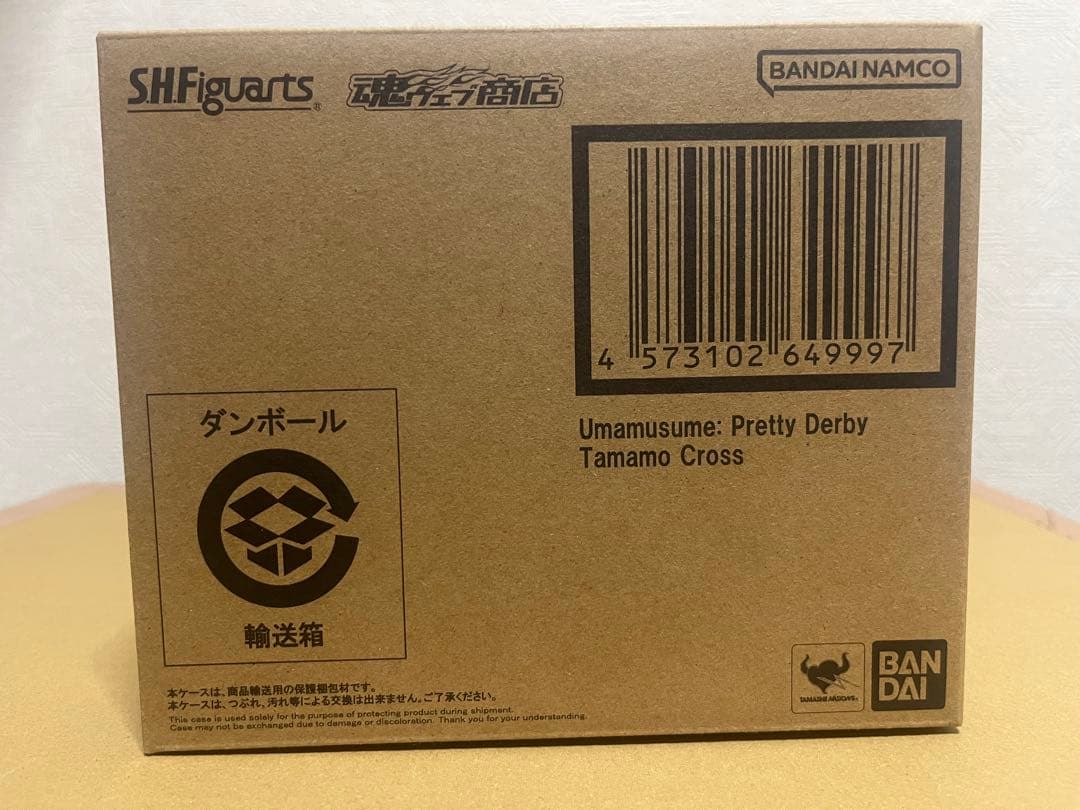 S.H.Figuarts®
魂ウェブ商店
BANDAI NAMCO
4 573102 649997
Umamusume: Pretty Derby
Tamamo Cross
ダンボール
輸送箱
本ケースは、商品輸送用の保護梱包材です。
本ケースは、つぶれ、汚れ等による交換は出来ません。ご了承ください。
This case is used solely for the purpose of protecting product during shipment.
Case may not be exchanged due to damage or discoloration. Thank you for your understanding.
TAMASHII NATIONS
BAN
DAI